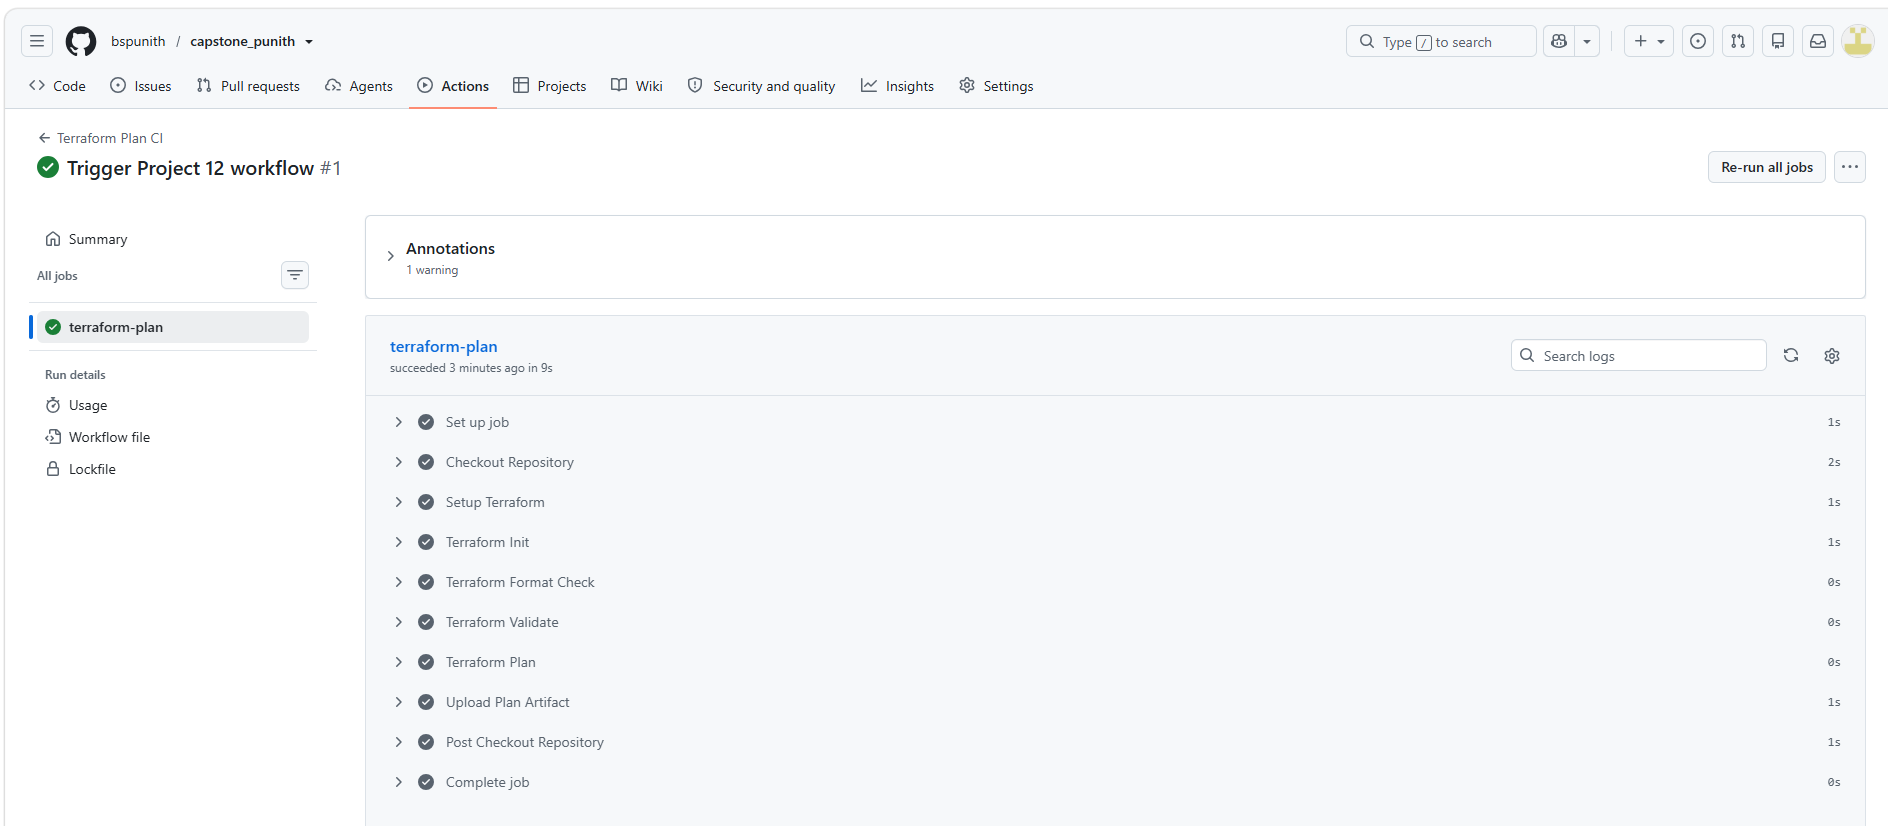 bspunith / capstone_punith
Type / to search
Code
Issues
Pull requests
Agents
Actions
Projects
Wiki
Security and quality
Insights
Settings
Terraform Plan CI
Trigger Project 12 workflow #1
Re-run all jobs
Summary
All jobs
terraform-plan
Run details
Usage
Workflow file
Lockfile
Annotations
1 warning
terraform-plan
succeeded 3 minutes ago in 9s
Search logs
Set up job 1s
Checkout Repository 2s
Setup Terraform 1s
Terraform Init 1s
Terraform Format Check 0s
Terraform Validate 0s
Terraform Plan 0s
Upload Plan Artifact 1s
Post Checkout Repository 1s
Complete job 0s